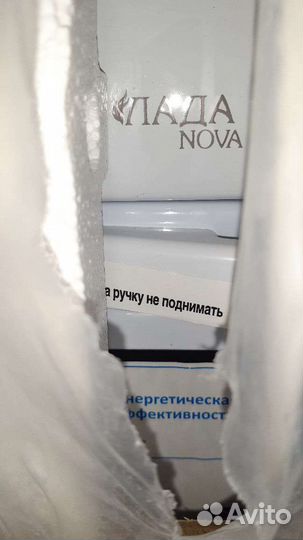 ЛАДА
NOVA
а ручку не поднимать
нергетическа
ффективност
Avito